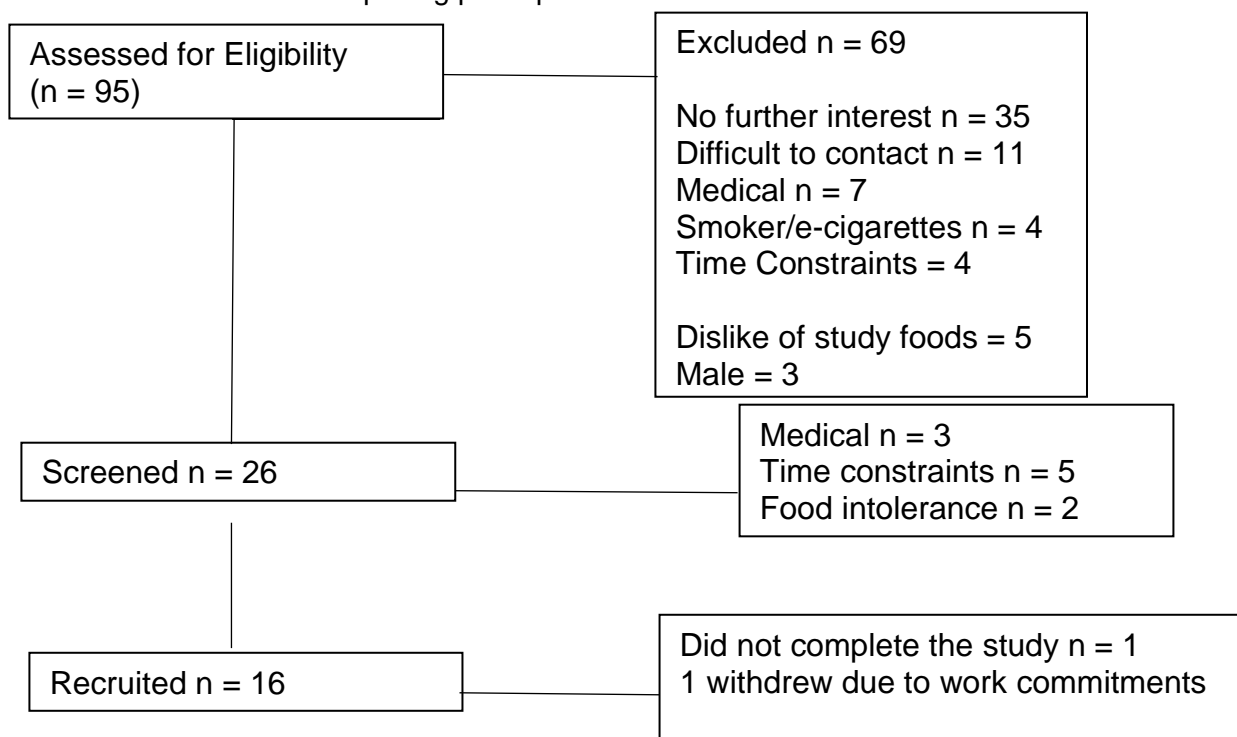 Assessed for Eligibility
(n = 95)
Excluded n = 69
No further interest n = 35
Difficult to contact n = 11
Medical n = 7
Smoker/e-cigarettes n = 4
Time Constraints = 4
Dislike of study foods = 5
Male = 3
Screened n = 26
Medical n = 3
Time constraints n = 5
Food intolerance n = 2
Recruited n = 16
Did not complete the study n = 1
1 withdrew due to work commitments